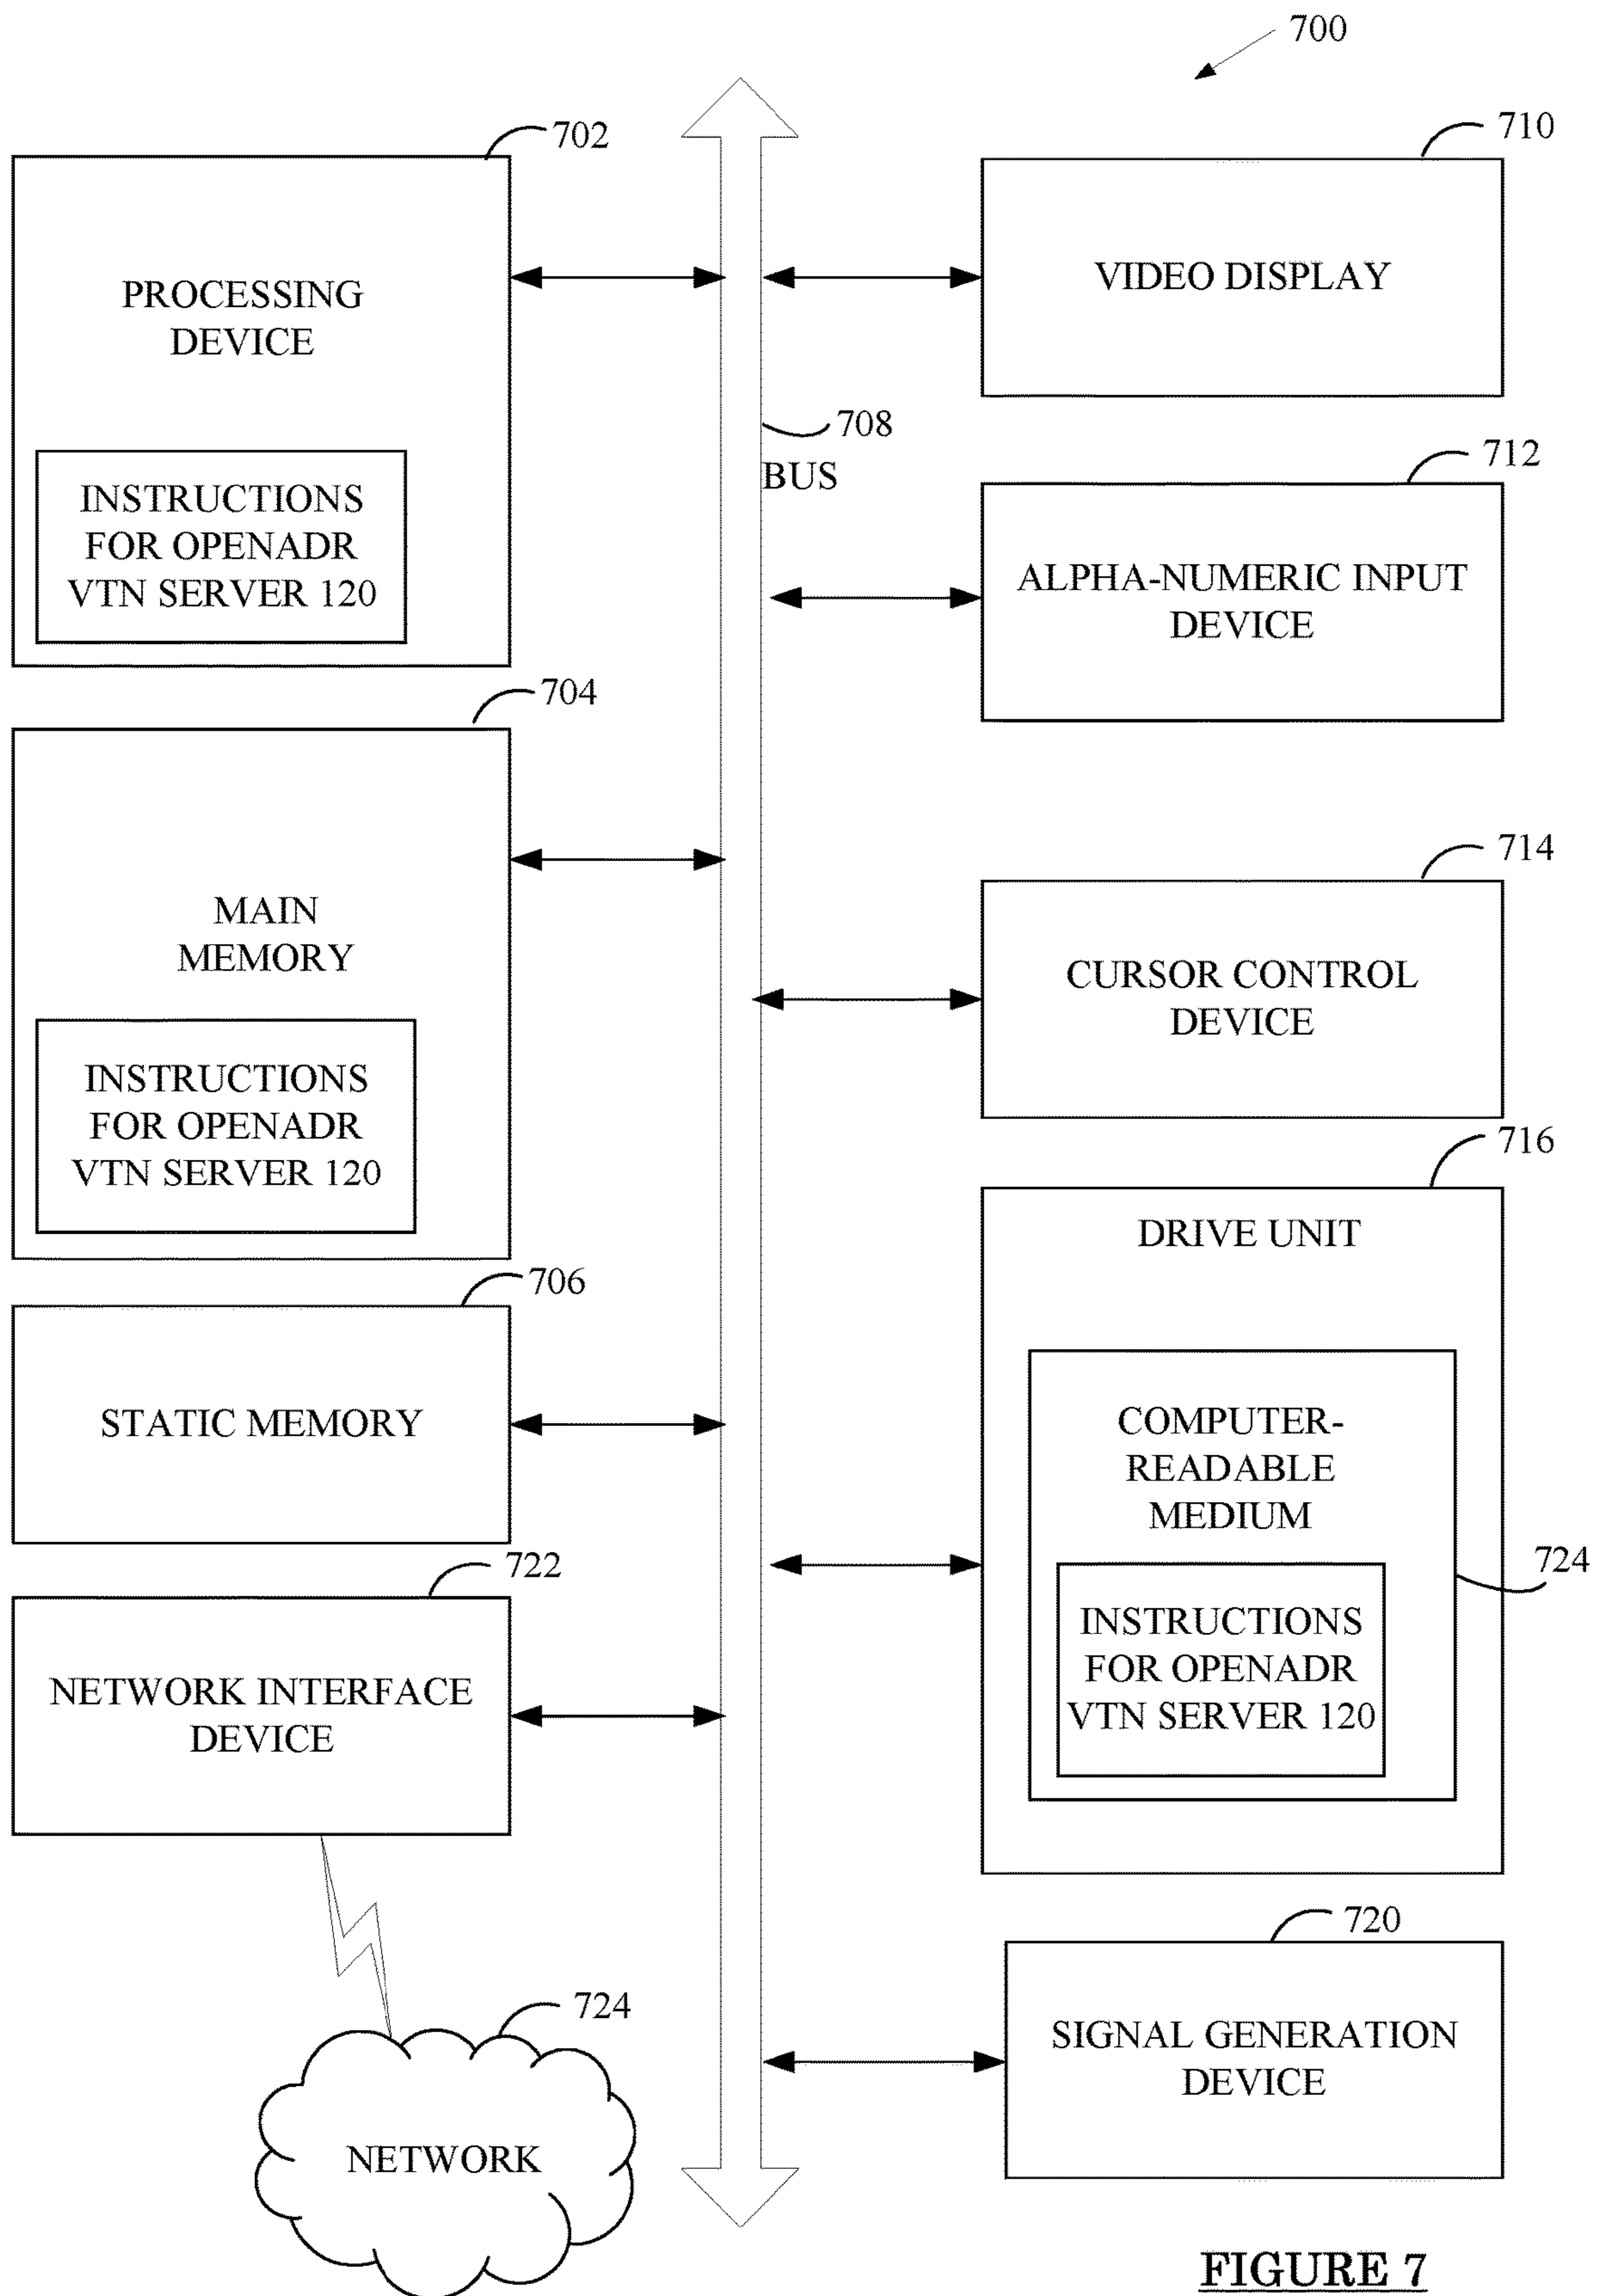 700
702
PROCESSING
DEVICE
INSTRUCTIONS
FOR OPENADR
VTN SERVER 120
704
MAIN
MEMORY
INSTRUCTIONS
FOR OPENADR
VTN SERVER 120
706
STATIC MEMORY
722
NETWORK INTERFACE
DEVICE
724
NETWORK
708
BUS
710
VIDEO DISPLAY
712
ALPHA-NUMERIC INPUT
DEVICE
714
CURSOR CONTROL
DEVICE
716
DRIVE UNIT
COMPUTER-
READABLE
MEDIUM
724
INSTRUCTIONS
FOR OPENADR
VTN SERVER 120
720
SIGNAL GENERATION
DEVICE
FIGURE 7